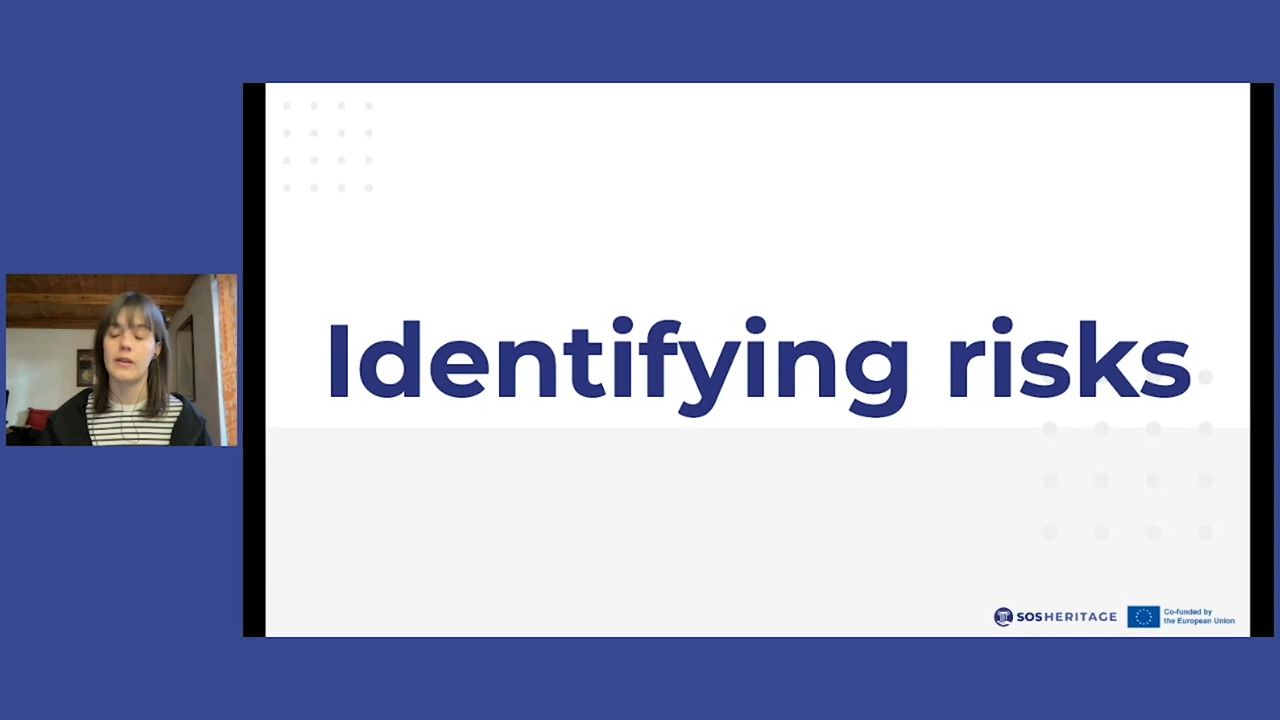 Identifying risks
SOSHERITAGE
Co-funded by
the European Union